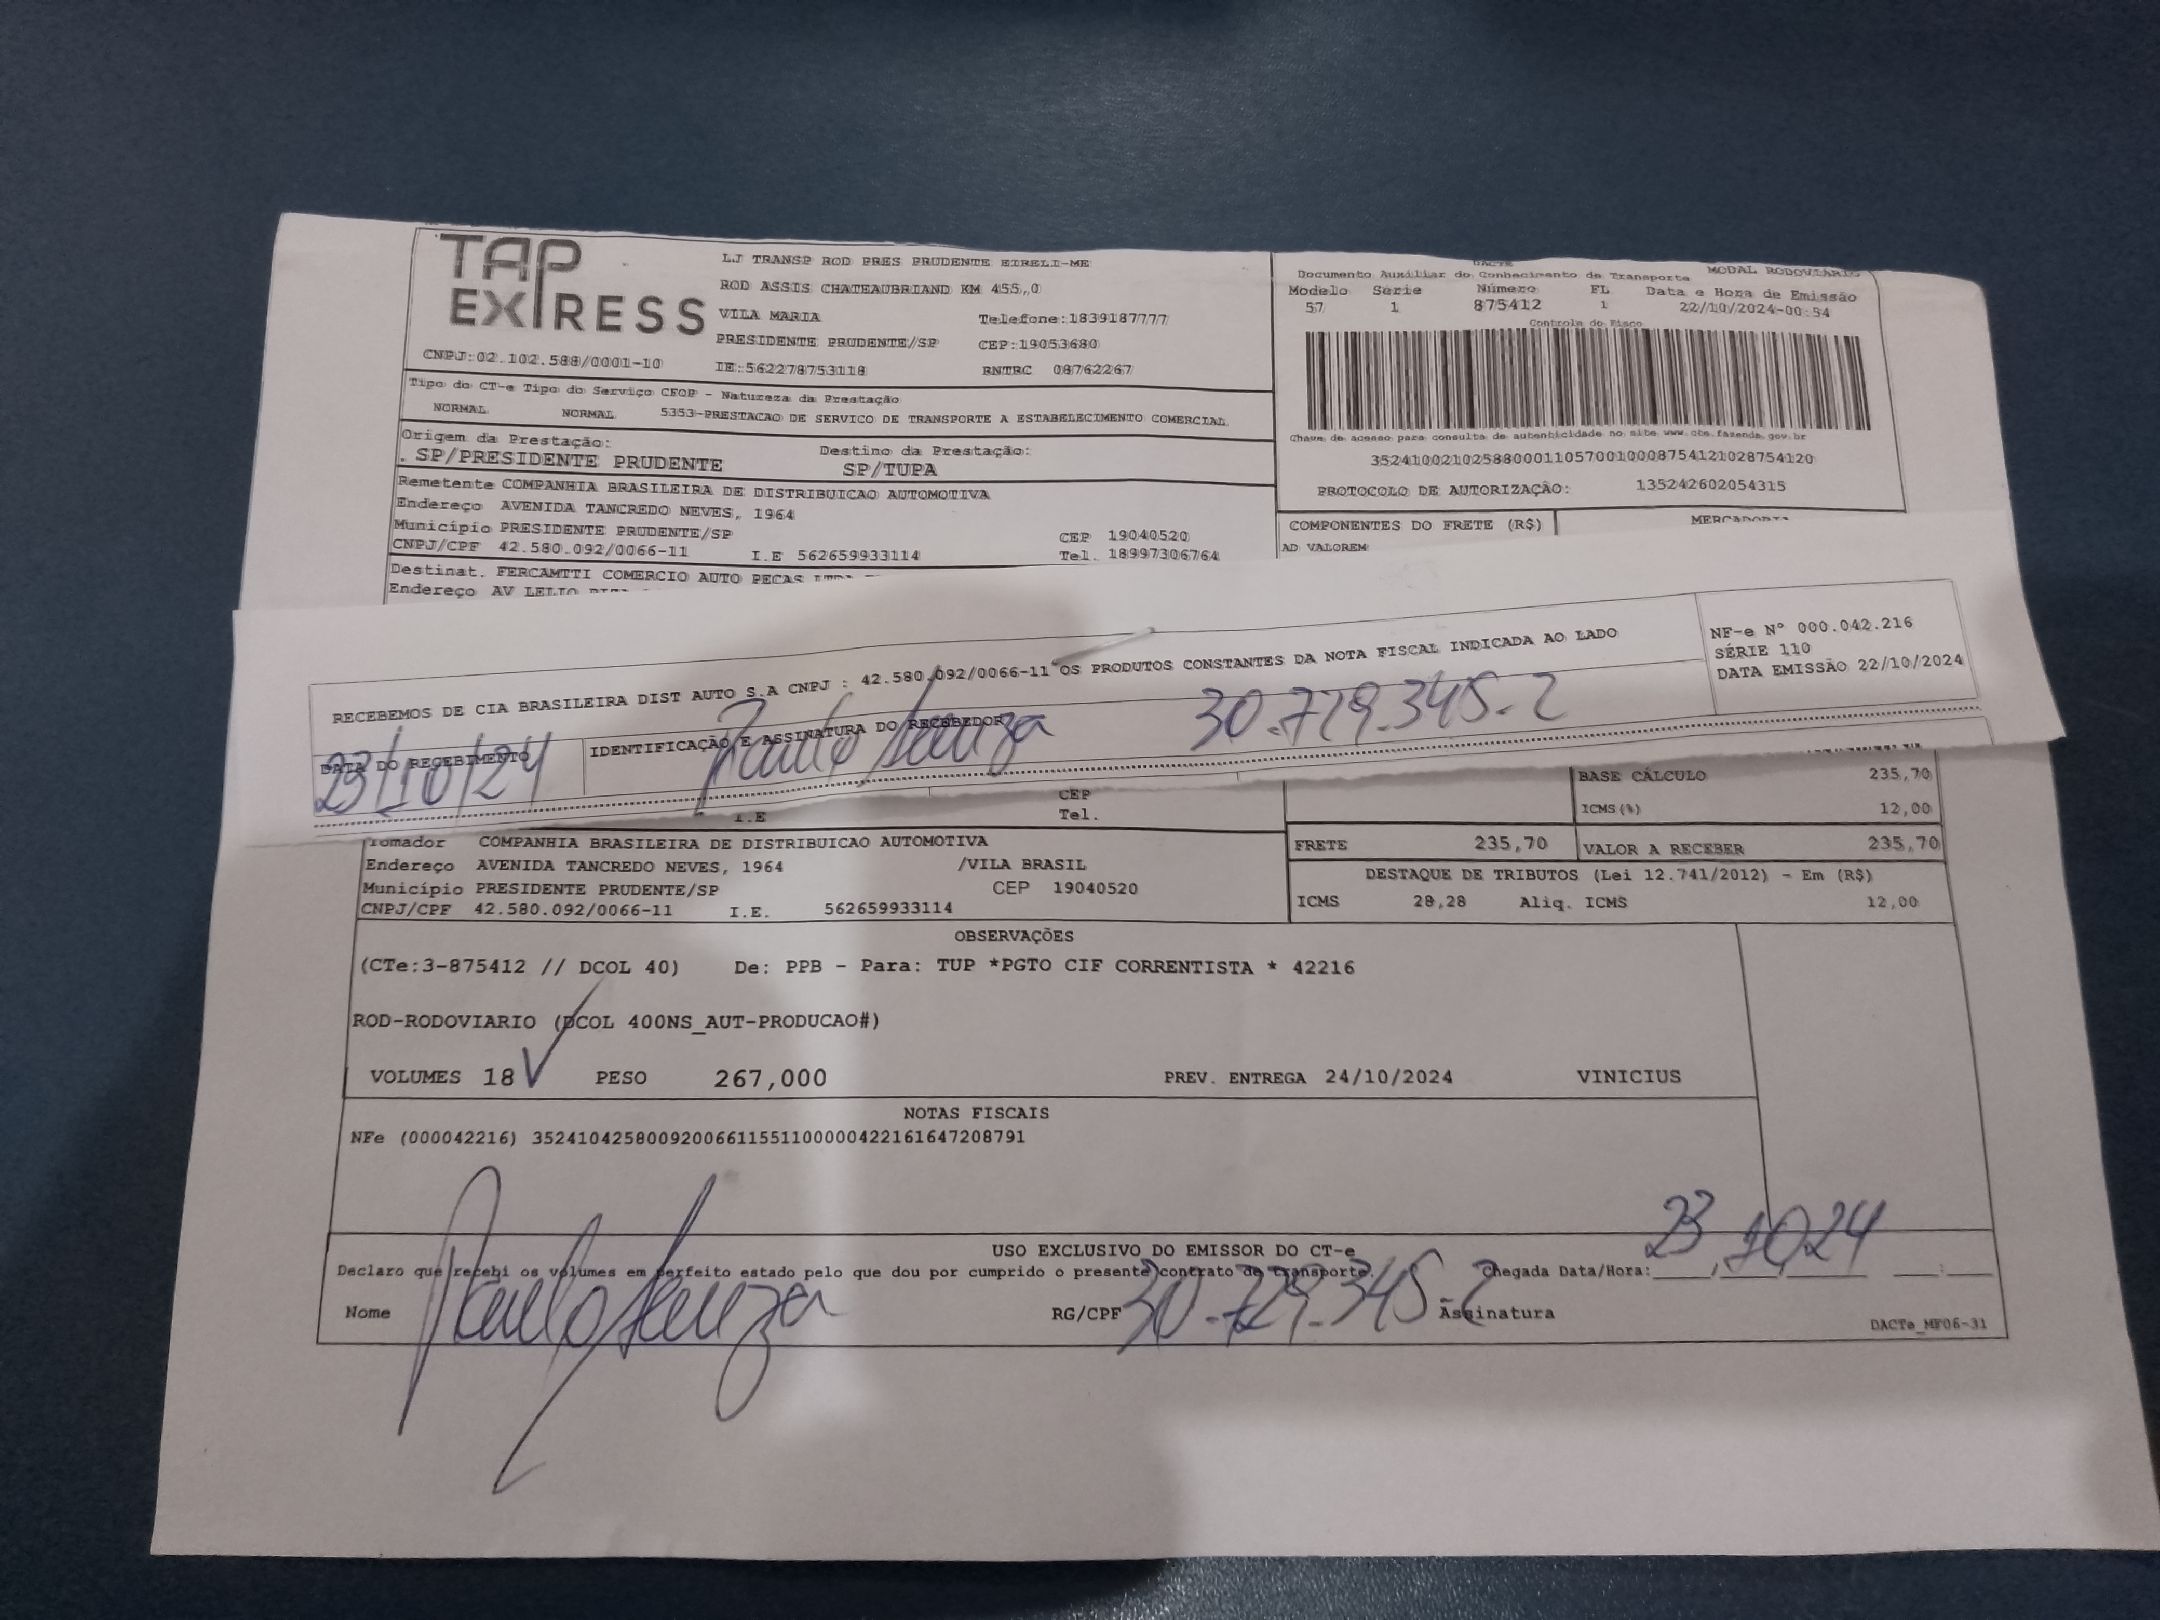 TAP
EXPRESS
LJ TRANSP ROD PRES PRUDENTE EIRELI-ME
ROD ASSIS CHATEAUBRIAND KM 455,0
VILA MARIA Telefone:1839187777
PRESIDENTE PRUDENTE/SP CEP:19053680
CNPJ:02.102.588/0001-10 IE:562278753118 RNTRC 08762267
DACTE
Documento Auxiliar do Conhecimento de Transporte MODAL RODOVIARIO
Modelo Serie Número FL Data e Hora de Emissão
57 1 875412 1 22/10/2024-00:54
Controle do Fisco
Chave de acesso para consulta de autenticidade no site www.cte.fazenda.gov.br
35241002102588000110570010008754121028754120
PROTOCOLO DE AUTORIZAÇÃO: 135242602054315
Tipo do CT-e Tipo do Serviço CFOP - Natureza da Prestação
NORMAL NORMAL 5353-PRESTACAO DE SERVICO DE TRANSPORTE A ESTABELECIMENTO COMERCIAL
Origem da Prestação: Destino da Prestação:
SP/PRESIDENTE PRUDENTE SP/TUPA
Remetente COMPANHIA BRASILEIRA DE DISTRIBUICAO AUTOMOTIVA
Endereço AVENIDA TANCREDO NEVES, 1964
Município PRESIDENTE PRUDENTE/SP CEP 19040520
CNPJ/CPF 42.580.092/0066-11 I.E 562659933114 Tel. 18997306764
COMPONENTES DO FRETE (R$) MERCADORIA
AD VALOREM
Destinat. FERCAMTTI COMERCIO AUTO PECAS
Endereço AV LELIO
RECEBEMOS DE CIA BRASILEIRA DIST AUTO S.A CNPJ : 42.580.092/0066-11 OS PRODUTOS CONSTANTES DA NOTA FISCAL INDICADA AO LADO
NF-e N° 000.042.216
SÉRIE 110
DATA EMISSÃO 22/10/2024
DATA DO RECEBIMENTO IDENTIFICAÇÃO E ASSINATURA DO RECEBEDOR
23/10/24 Paulo Souza 30.729.345-2
CEP
I.E Tel.
BASE CÁLCULO 235,70
ICMS(%) 12,00
FRETE 235,70 VALOR A RECEBER 235,70
DESTAQUE DE TRIBUTOS (Lei 12.741/2012) - Em (R$)
ICMS 28,28 Aliq. ICMS 12,00
Tomador COMPANHIA BRASILEIRA DE DISTRIBUICAO AUTOMOTIVA
Endereço AVENIDA TANCREDO NEVES, 1964 /VILA BRASIL
Município PRESIDENTE PRUDENTE/SP CEP 19040520
CNPJ/CPF 42.580.092/0066-11 I.E. 562659933114
OBSERVAÇÕES
(CTe:3-875412 // DCOL 40) De: PPB - Para: TUP *PGTO CIF CORRENTISTA * 42216
ROD-RODOVIARIO (DCOL 400NS_AUT-PRODUCAO#)
VOLUMES 18 PESO 267,000 PREV. ENTREGA 24/10/2024 VINICIUS
NOTAS FISCAIS
NFe (000042216) 35241042580092006611551100000422161647208791
USO EXCLUSIVO DO EMISSOR DO CT-e
Declaro que recebi os volumes em perfeito estado pelo que dou por cumprido o presente contrato de transporte. Chegada Data/Hora: 23 10 24
Nome Paulo Souza RG/CPF 30.729.345-2 Assinatura
DACTe_MF06-31